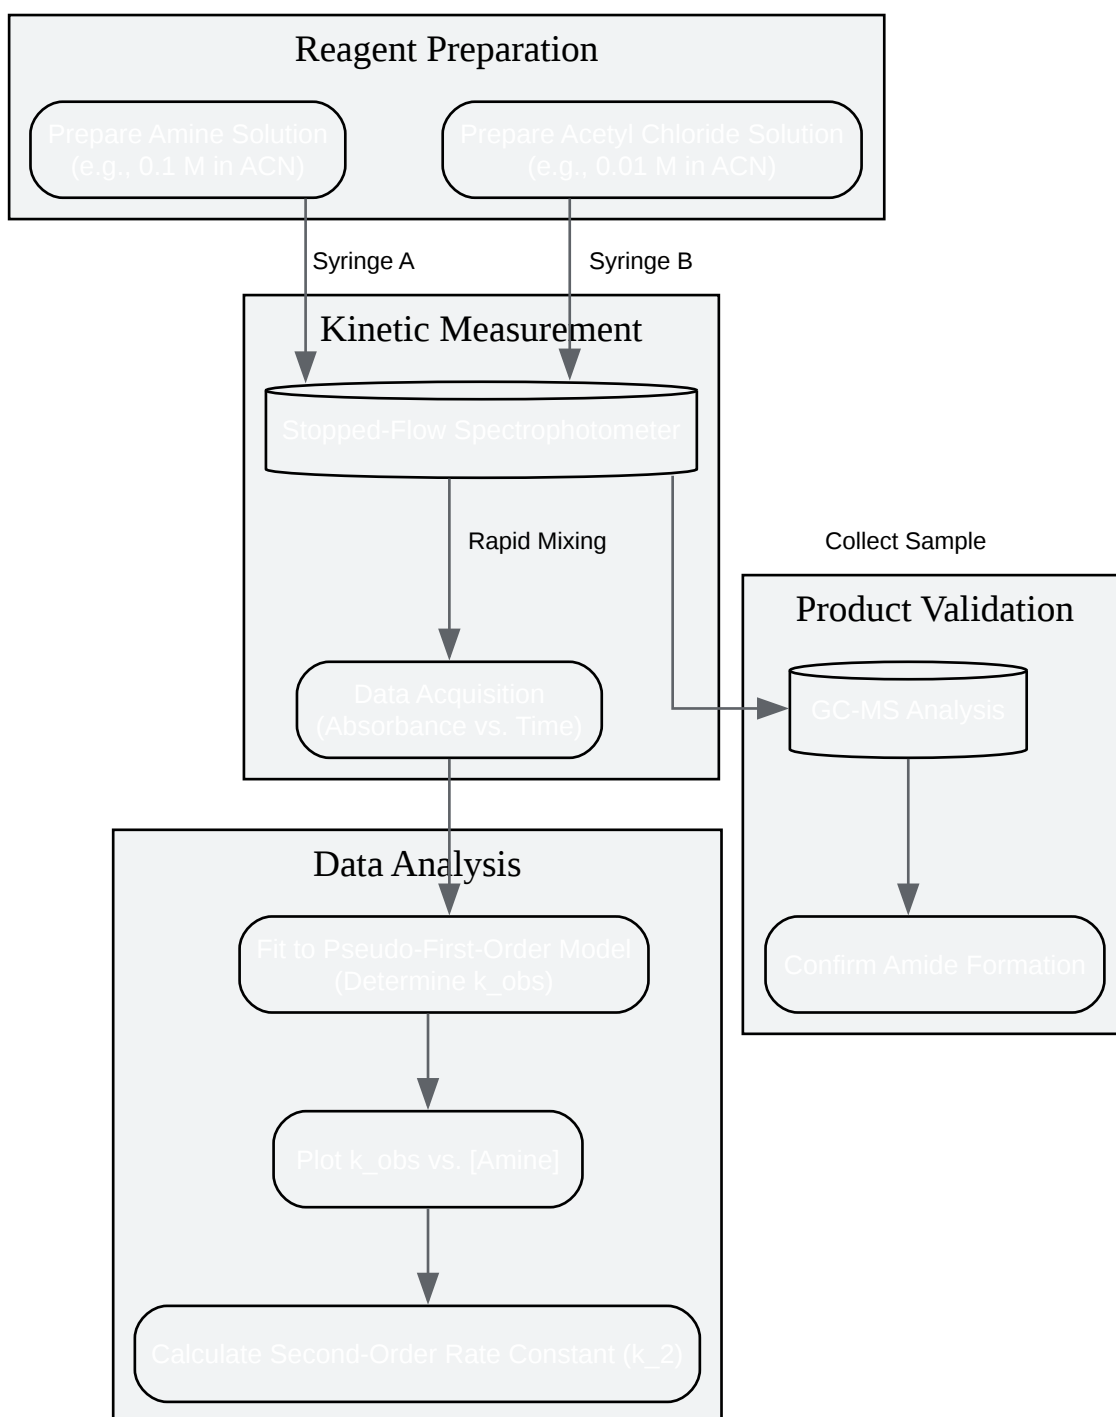 Reagent Preparation
Prepare Amine Solution
(e.g., 0.1 M in ACN)
Prepare Acetyl Chloride Solution
(e.g., 0.01 M in ACN)
Syringe A
Syringe B
Kinetic Measurement
Stopped-Flow Spectrophotometer
Rapid Mixing
Collect Sample
Product Validation
Data Acquisition
(Absorbance vs. Time)
GC-MS Analysis
Data Analysis
Fit to Pseudo-First-Order Model
(Determine k_obs)
Confirm Amide Formation
Plot k_obs vs. [Amine]
Calculate Second-Order Rate Constant (k_2)